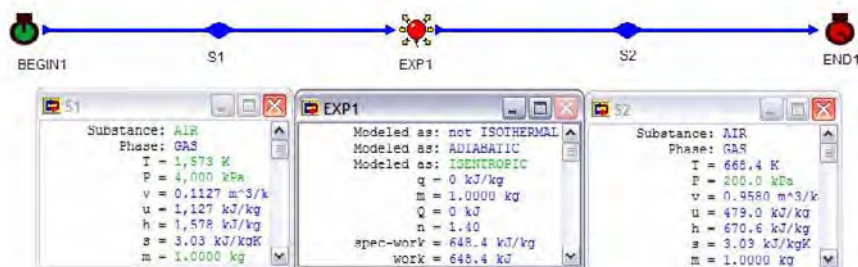 BEGIN1
S1
EXP1
S2
END1
S1
Substance: AIR
Phase: GAS
T = 1,573 K
P = 4,000 kPa
v = 0.1127 m^3/k
u = 1,127 kJ/kg
h = 1,578 kJ/kg
s = 3.03 kJ/kgK
m = 1.0000 kg
EXP1
Modeled as: not ISOTHERMAL
Modeled as: ADIABATIC
Modeled as: ISENTROPIC
q = 0 kJ/kg
m = 1.0000 kg
Q = 0 kJ
n = 1.40
spec-work = 648.4 kJ/kg
work = 648.4 kJ
S2
Substance: AIR
Phase: GAS
T = 668.4 K
P = 200.0 kPa
v = 0.9580 m^3/k
u = 479.0 kJ/kg
h = 670.6 kJ/kg
s = 3.03 kJ/kgK
m = 1.0000 kg